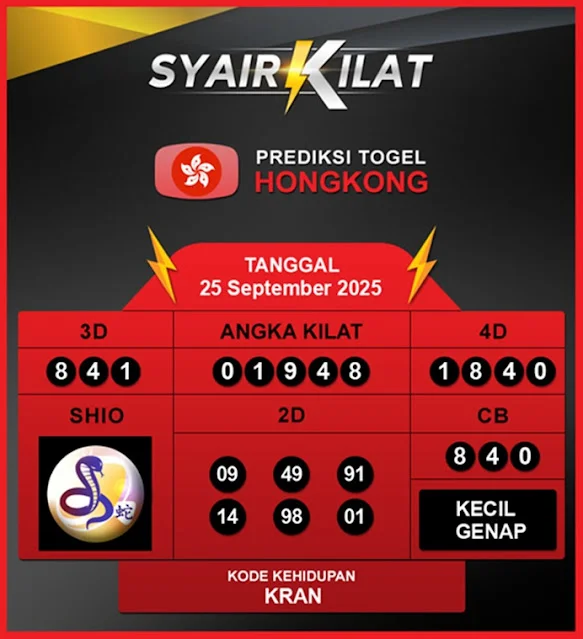 SYAIR KILAT
PREDIKSI TOGEL
HONGKONG
TANGGAL
25 September 2025
3D
8 4 1
ANGKA KILAT
0 1 9 4 8
4D
1 8 4 0
SHIO
蛇
2D
09 49 91
14 98 01
CB
8 4 0
KECIL
GENAP
KODE KEHIDUPAN
KRAN